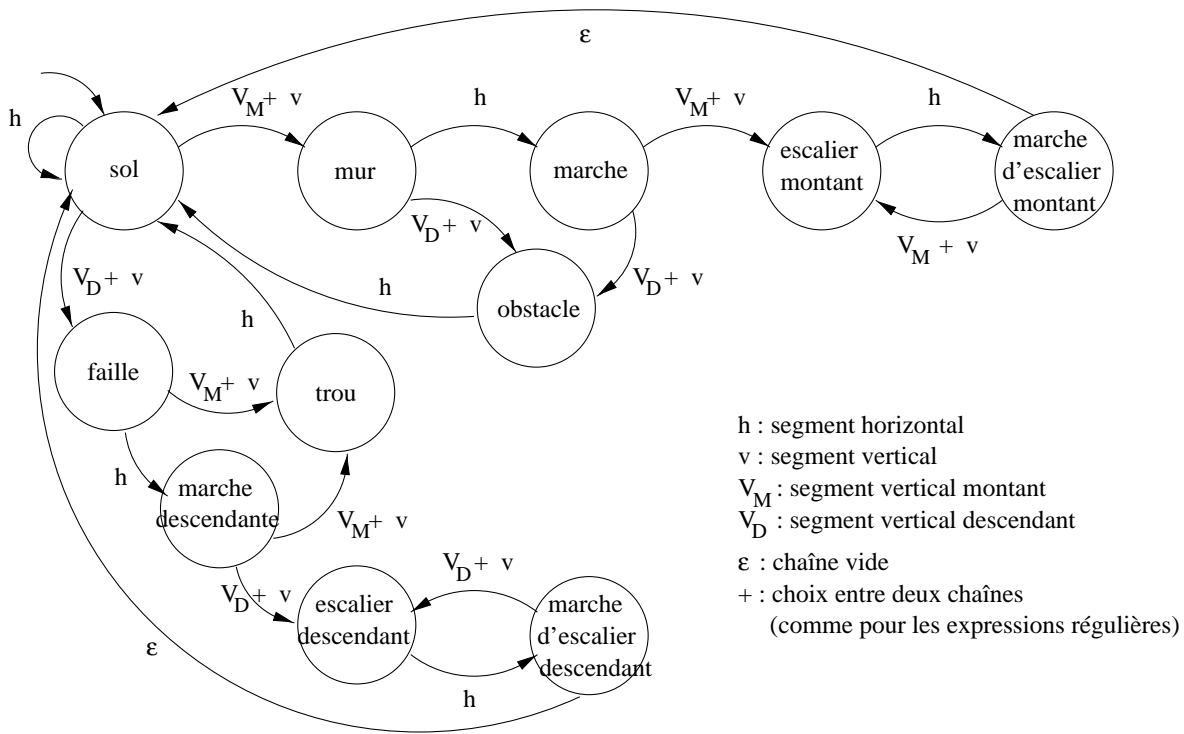 ε
h
V_M + v
h
V_M + v
h
sol
mur
marche
escalier
montant
marche
d'escalier
montant
V_D + v
V_D + v
V_M + v
V_D + v
h
obstacle
h
faille
V_M + v
trou
h
marche
descendante
V_M + v
V_D + v
V_D + v
escalier
descendant
marche
d'escalier
descendant
h
ε
h : segment horizontal
v : segment vertical
V_M : segment vertical montant
V_D : segment vertical descendant
ε : chaîne vide
+ : choix entre deux chaînes
(comme pour les expressions régulières)